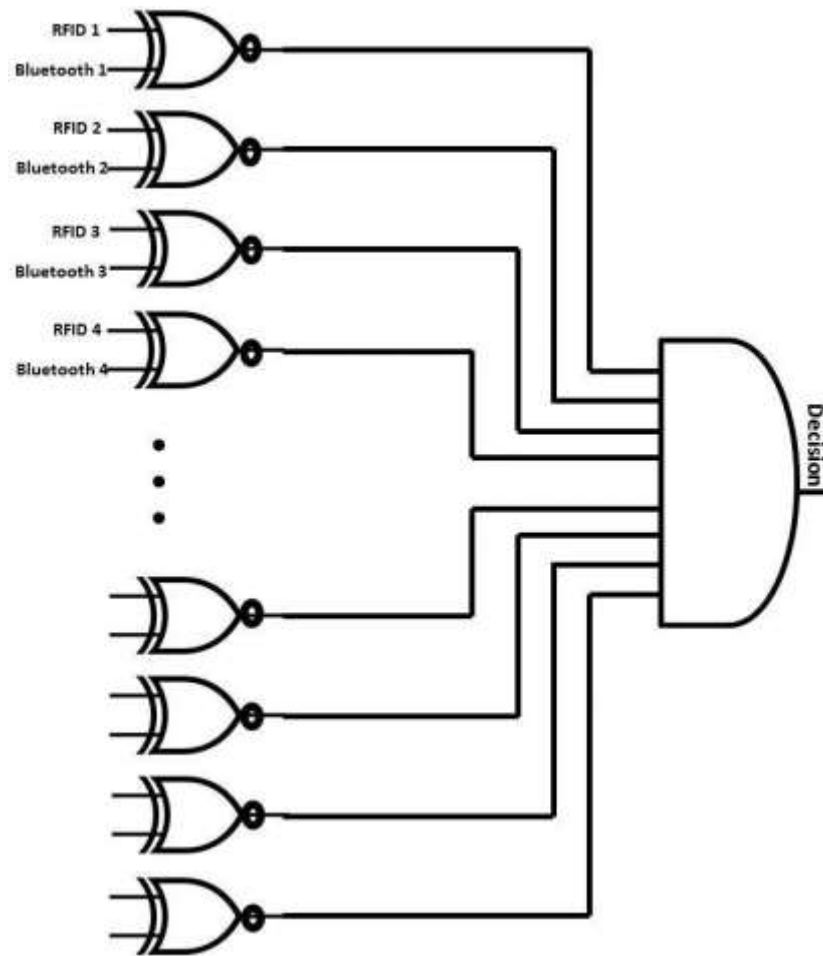 RFID 1
Bluetooth 1
RFID 2
Bluetooth 2
RFID 3
Bluetooth 3
RFID 4
Bluetooth 4
Decision